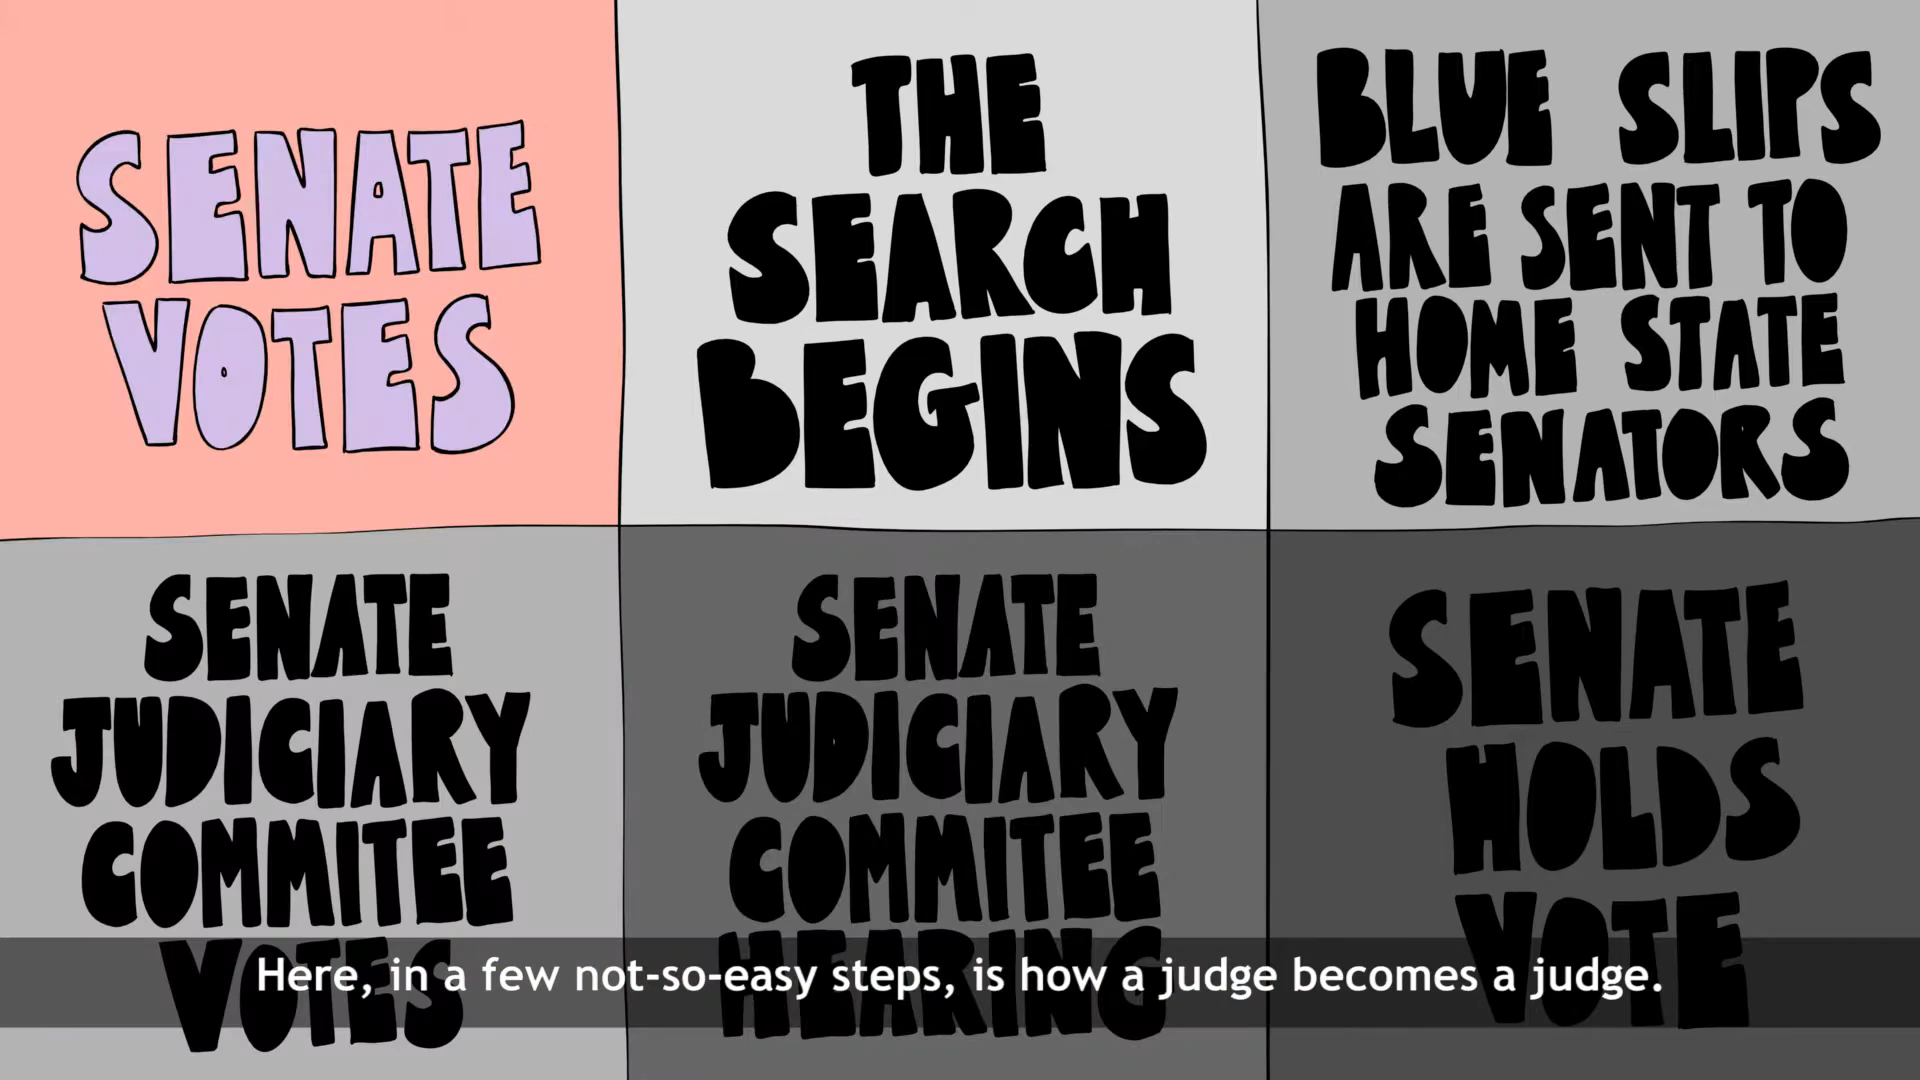 SENATE
VOTES
THE
SEARCH
BEGINS
BLUE SLIPS
ARE SENT TO
HOME STATE
SENATORS
SENATE
JUDICIARY
COMMITEE
VOTES
SENATE
JUDICIARY
COMMITEE
HEARING
SENATE
HOLDS
VOTE
Here, in a few not-so-easy steps, is how a judge becomes a judge.